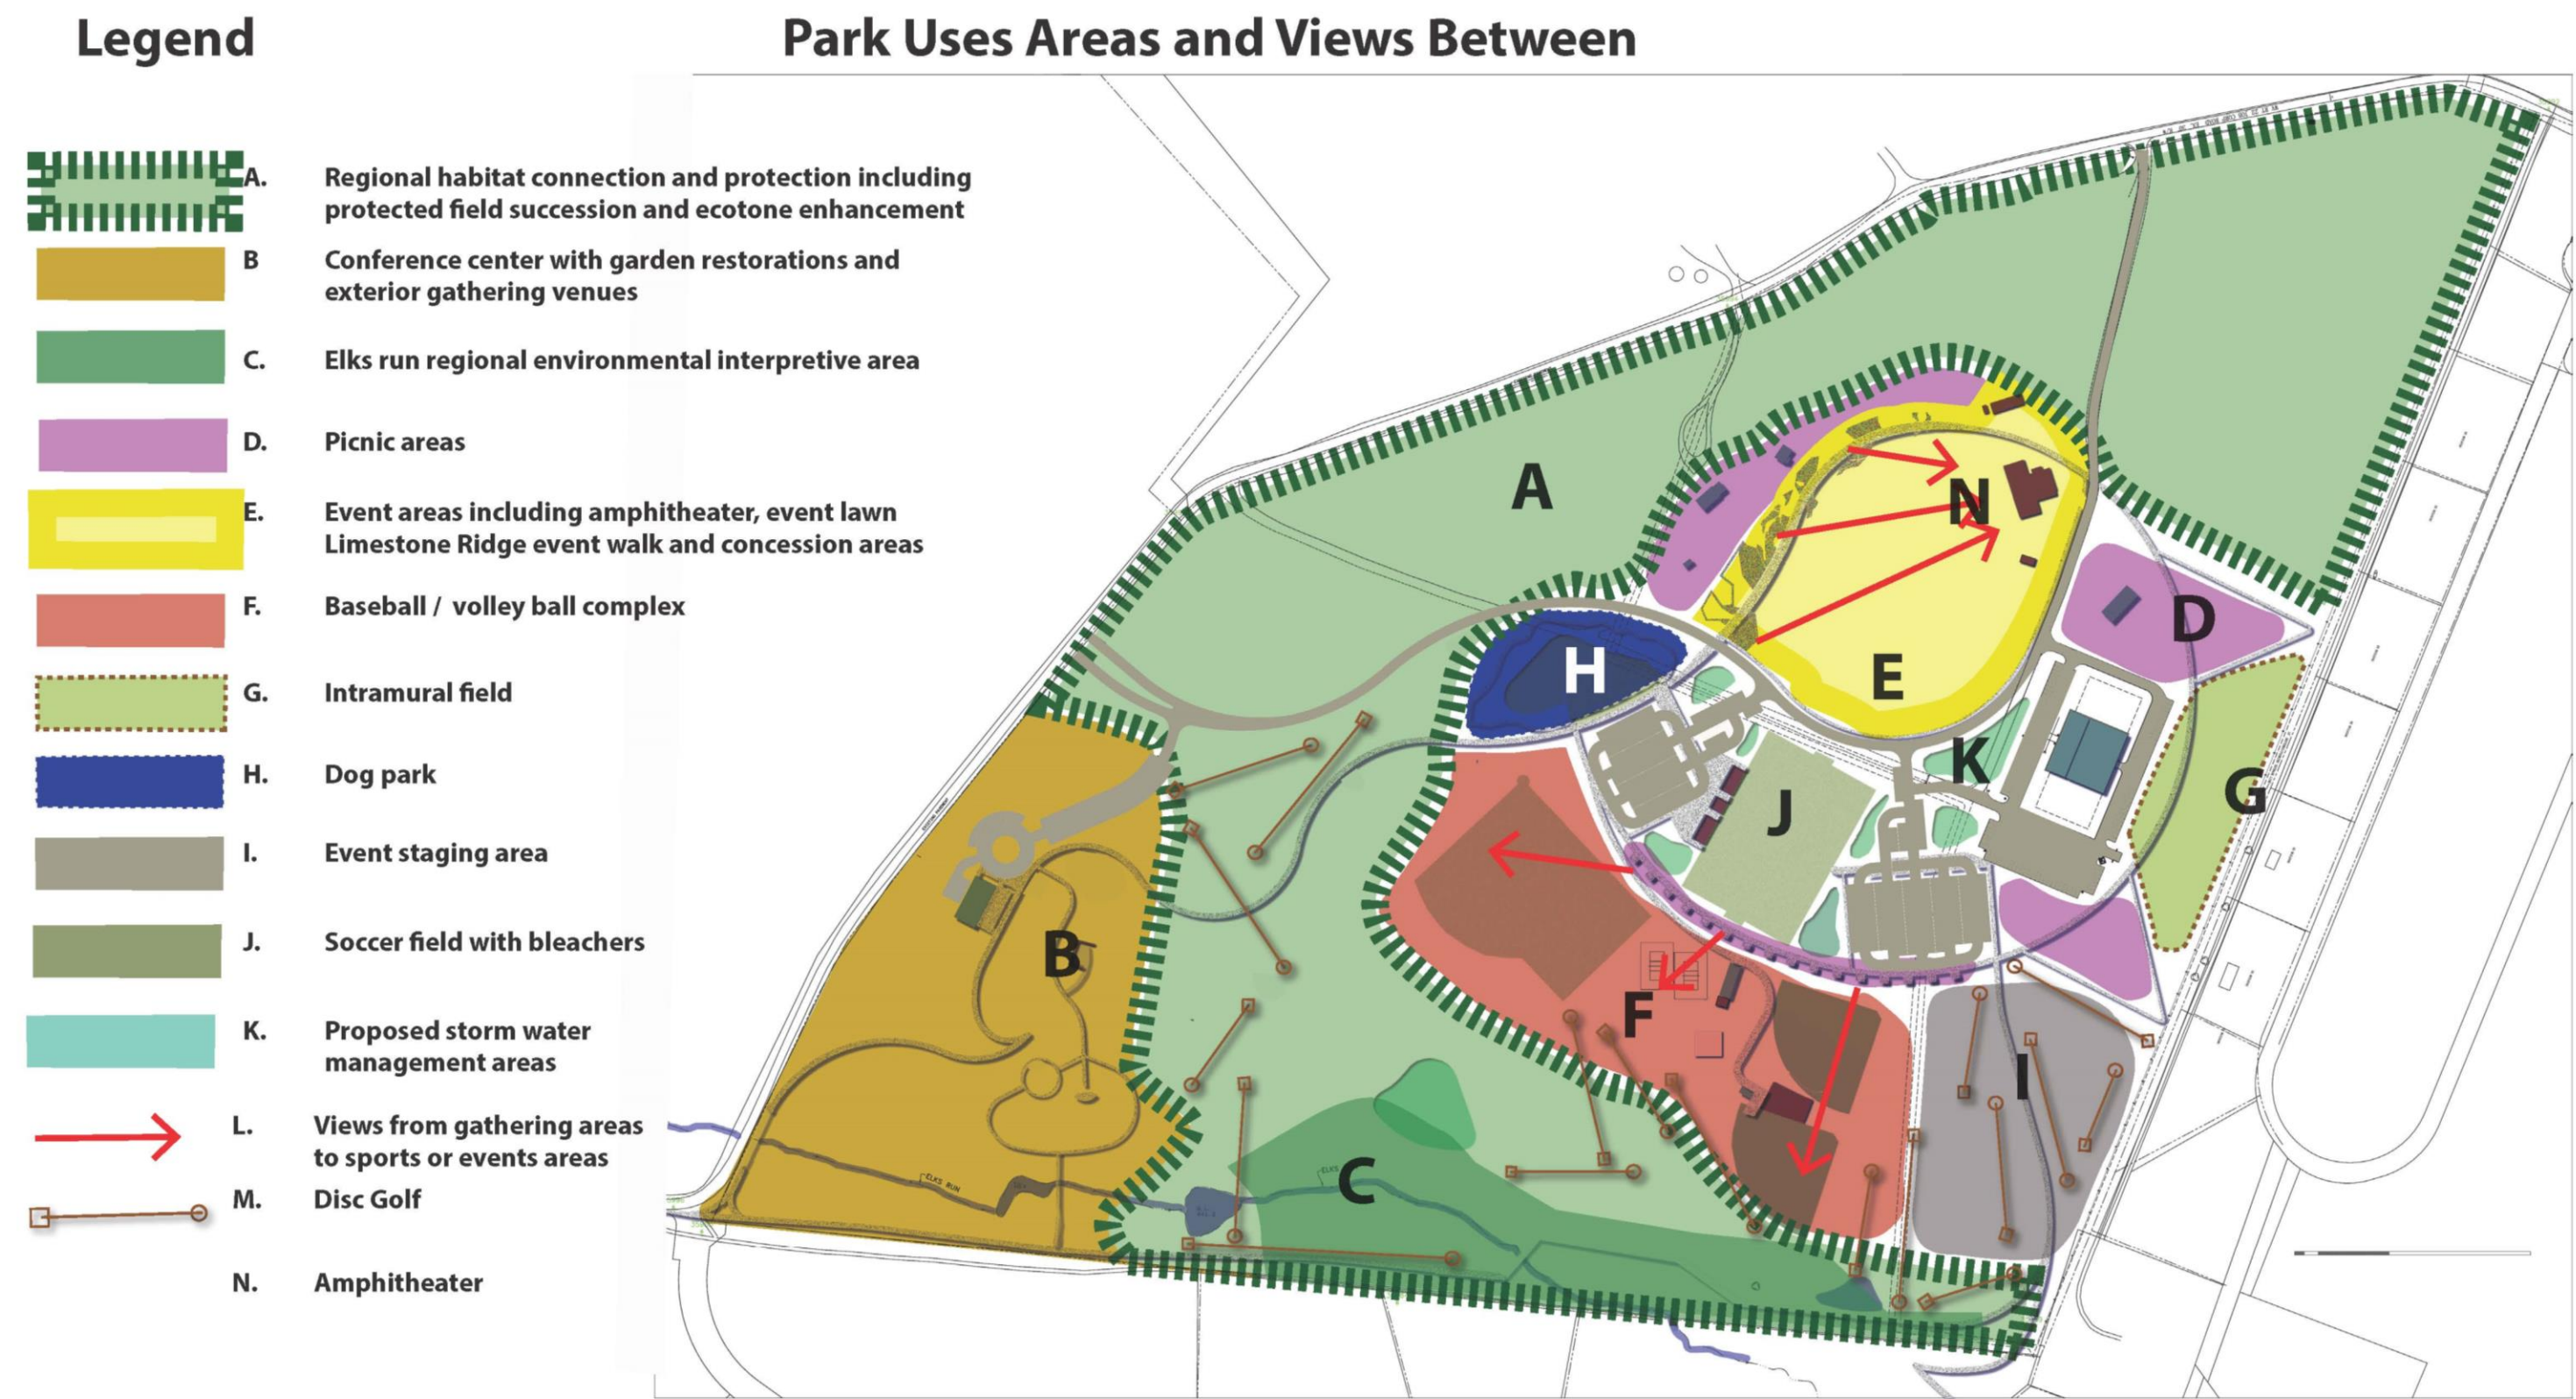 Legend
Park Uses Areas and Views Between
A. Regional habitat connection and protection including
protected field succession and ecotone enhancement
B Conference center with garden restorations and
exterior gathering venues
C. Elks run regional environmental interpretive area
D. Picnic areas
E. Event areas including amphitheater, event lawn
Limestone Ridge event walk and concession areas
F. Baseball / volley ball complex
G. Intramural field
H. Dog park
I. Event staging area
J. Soccer field with bleachers
K. Proposed storm water
management areas
L. Views from gathering areas
to sports or events areas
M. Disc Golf
N. Amphitheater
A
N
D
H
E
K
J
G
B
F
I
C
ELKS RUN
ELKS